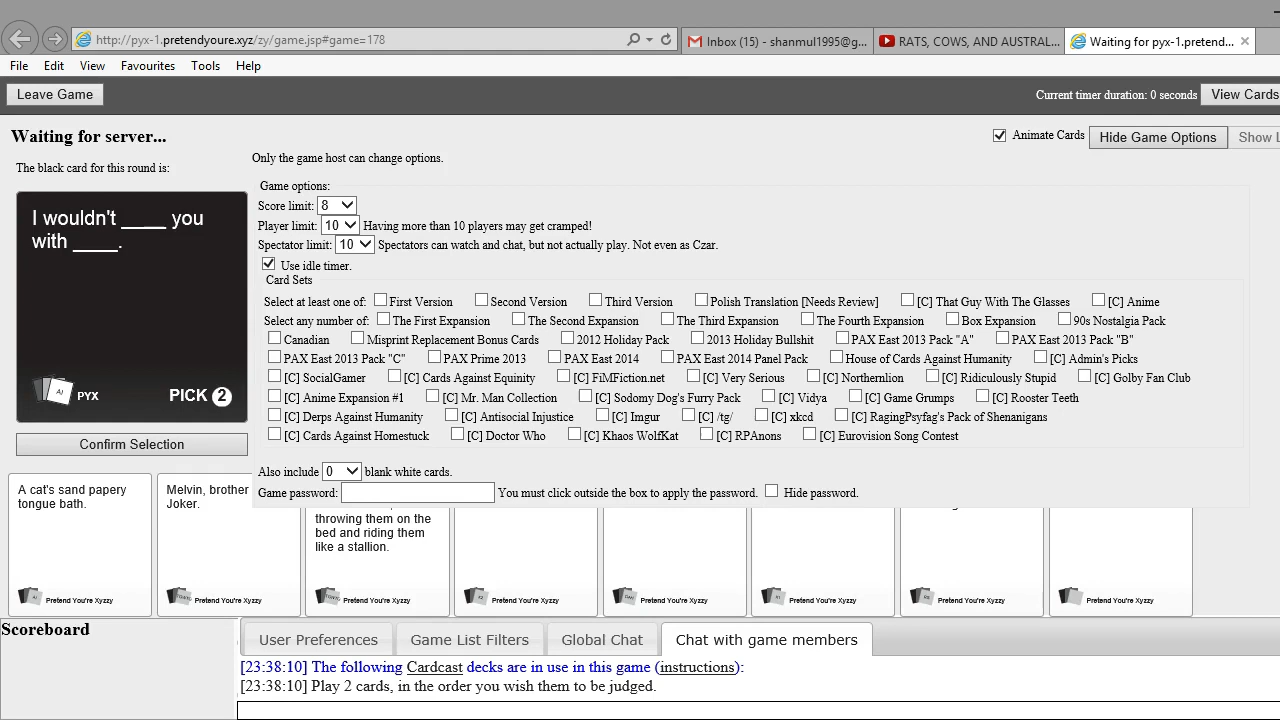 http://pyx-1.pretendyoure.xyz/zy/game.jsp#game=178
Inbox (15) - shanmul1995@g...
RATS, COWS, AND AUSTRAL...
Waiting for pyx-1.pretend...
File Edit View Favourites Tools Help
Leave Game
Current timer duration: 0 seconds
View Cards
Waiting for server...
Animate Cards
Hide Game Options
Show
The black card for this round is:
Only the game host can change options.
I wouldn't ____ you
with ____.
AI
PYX
PICK 2
Confirm Selection
Game options:
Score limit: 8
Player limit: 10 Having more than 10 players may get cramped!
Spectator limit: 10 Spectators can watch and chat, but not actually play. Not even as Czar.
Use idle timer.
Card Sets
Select at least one of: First Version Second Version Third Version Polish Translation [Needs Review] [C] That Guy With The Glasses [C] Anime
Select any number of: The First Expansion The Second Expansion The Third Expansion The Fourth Expansion Box Expansion 90s Nostalgia Pack
Canadian Misprint Replacement Bonus Cards 2012 Holiday Pack 2013 Holiday Bullshit PAX East 2013 Pack "A" PAX East 2013 Pack "B"
PAX East 2013 Pack "C" PAX Prime 2013 PAX East 2014 PAX East 2014 Panel Pack House of Cards Against Humanity [C] Admin's Picks
[C] SocialGamer [C] Cards Against Equinity [C] FiMFiction.net [C] Very Serious [C] Northernlion [C] Ridiculously Stupid [C] Golby Fan Club
[C] Anime Expansion #1 [C] Mr. Man Collection [C] Sodomy Dog's Furry Pack [C] Vidya [C] Game Grumps [C] Rooster Teeth
[C] Derps Against Humanity [C] Antisocial Injustice [C] Imgur [C] /tg/ [C] xkcd [C] RagingPsyfag's Pack of Shenanigans
[C] Cards Against Homestuck [C] Doctor Who [C] Khaos WolfKat [C] RPAnons [C] Eurovision Song Contest
Also include 0 blank white cards.
Game password: You must click outside the box to apply the password. Hide password.
A cat's sand papery
tongue bath.
Pretend You're Xyzzy
Melvin, brother
Joker.
Pretend You're Xyzzy
throwing them on the
bed and riding them
like a stallion.
Pretend You're Xyzzy
Pretend You're Xyzzy
Pretend You're Xyzzy
Pretend You're Xyzzy
Pretend You're Xyzzy
Pretend You're Xyzzy
Scoreboard
User Preferences
Game List Filters
Global Chat
Chat with game members
[23:38:10] The following Cardcast decks are in use in this game (instructions):
[23:38:10] Play 2 cards, in the order you wish them to be judged.